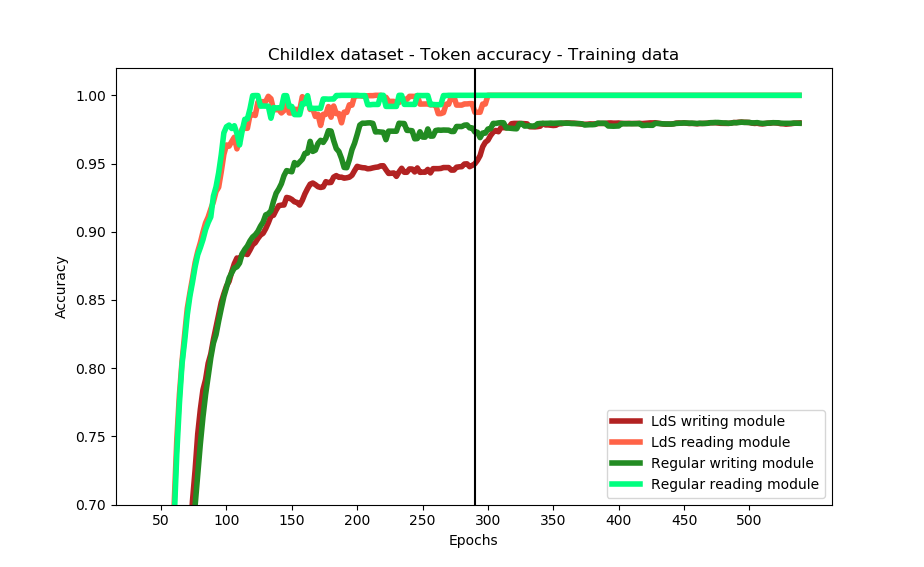 Childlex dataset - Token accuracy - Training data
Accuracy
1.00
0.95
0.90
0.85
0.80
0.75
0.70
50 100 150 200 250 300 350 400 450 500
Epochs
LdS writing module
LdS reading module
Regular writing module
Regular reading module